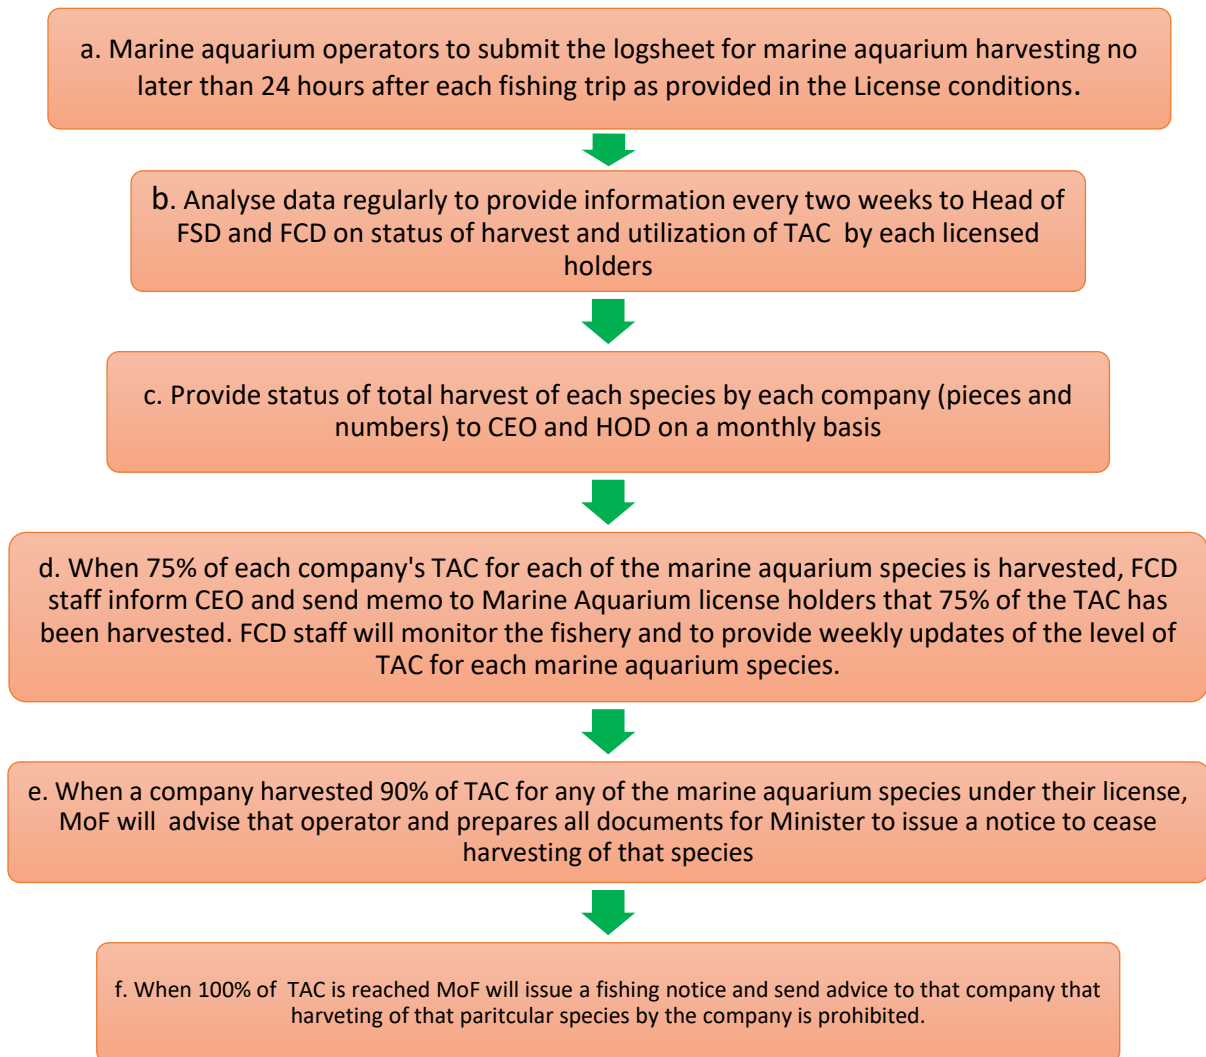 a. Marine aquarium operators to submit the logsheet for marine aquarium harvesting no
later than 24 hours after each fishing trip as provided in the License conditions.
b. Analyse data regularly to provide information every two weeks to Head of
FSD and FCD on status of harvest and utilization of TAC by each licensed
holders
c. Provide status of total harvest of each species by each company (pieces and
numbers) to CEO and HOD on a monthly basis
d. When 75% of each company's TAC for each of the marine aquarium species is harvested, FCD
staff inform CEO and send memo to Marine Aquarium license holders that 75% of the TAC has
been harvested. FCD staff will monitor the fishery and to provide weekly updates of the level of
TAC for each marine aquarium species.
e. When a company harvested 90% of TAC for any of the marine aquarium species under their license,
MoF will advise that operator and prepares all documents for Minister to issue a notice to cease
harvesting of that species
f. When 100% of TAC is reached MoF will issue a fishing notice and send advice to that company that
harveting of that paritcular species by the company is prohibited.